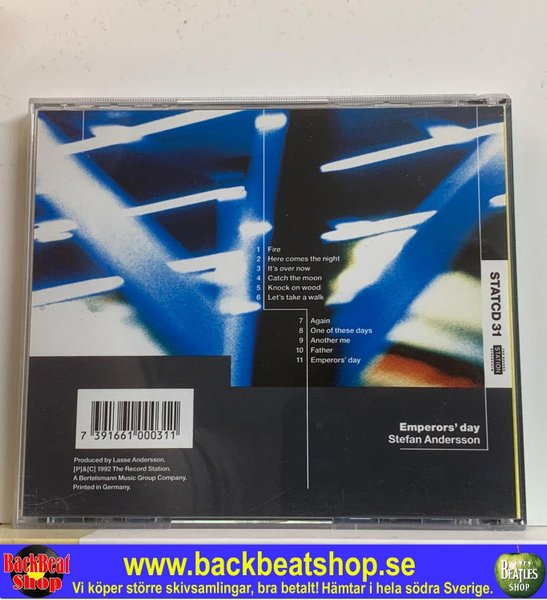 1 Fire
2 Here comes the night
3 It's over now
4 Catch the moon
5 Knock on wood
6 Let's take a walk
7 Again
8 One of these days
9 Another me
10 Father
11 Emperors' day
STATCD 31
STATION
Emperors' day
Stefan Andersson
7 391661 000311
Produced by Lasse Andersson.
[P]&[C] 1992 The Record Station.
A Bertelsmann Music Group Company.
Printed in Germany.
BackBeat
Shop
www.backbeatshop.se
Vi köper större skivsamlingar, bra betalt! Hämtar i hela södra Sverige.
BEATLES
SHOP